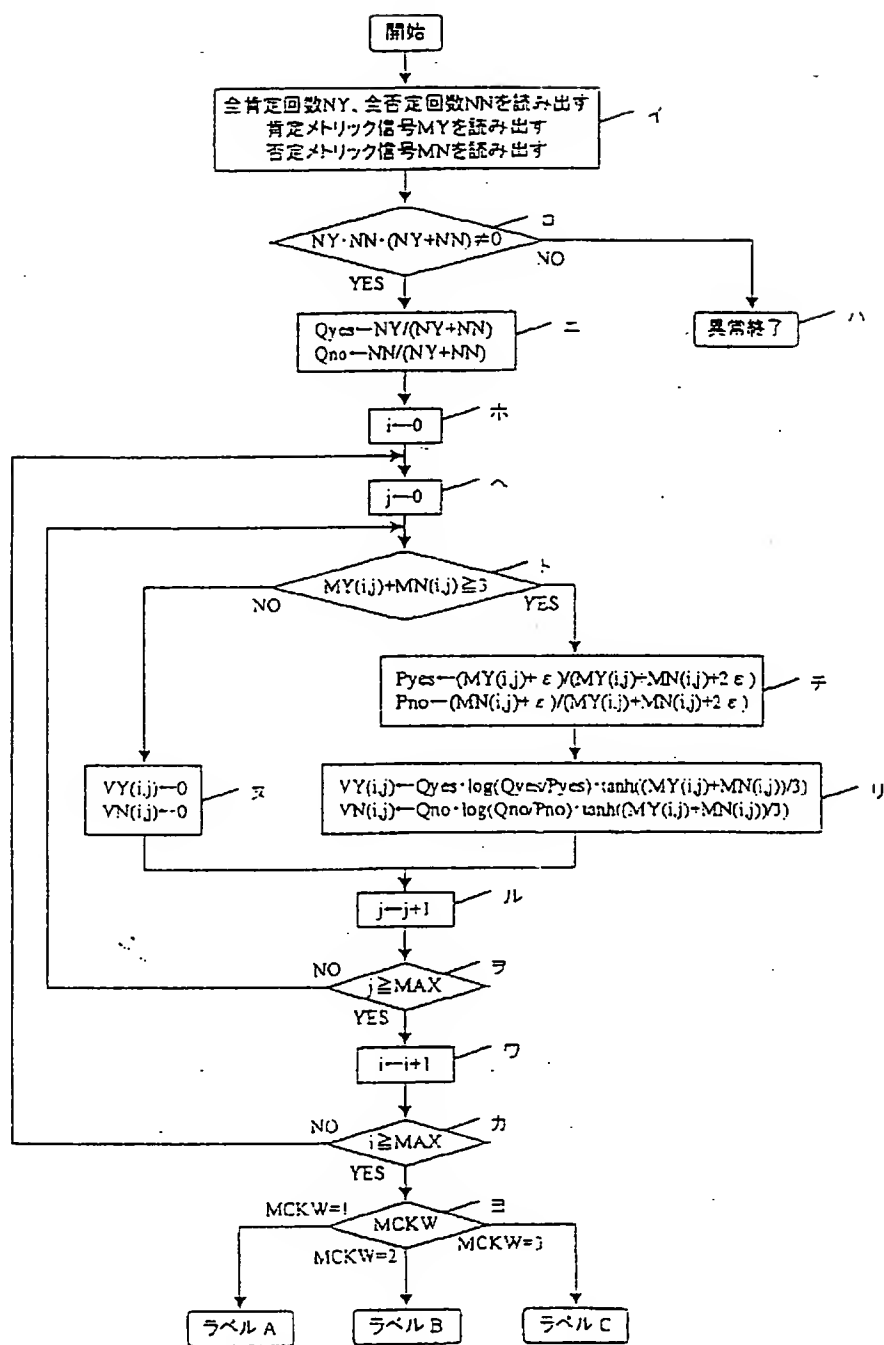 開始
全肯定回数NY、全否定回数NNを読み出す
肯定メトリック信号MYを読み出す
否定メトリック信号MNを読み出す
イ
NY・NN・(NY+NN)≠0
ロ
NO
YES
異常終了
ハ
Qyes←NY/(NY+NN)
Qno←NN/(NY+NN)
ニ
i←0
ホ
j←0
ヘ
MY(i,j)+MN(i,j)≧3
ト
NO
YES
Pyes←(MY(i,j)+ε)/(MY(i,j)+MN(i,j)+2ε)
Pno←(MN(i,j)+ε)/(MY(i,j)+MN(i,j)+2ε)
チ
VY(i,j)←0
VN(i,j)←0
ヌ
VY(i,j)←Qyes・log(Qyes/Pyes)・tanh((MY(i,j)+MN(i,j))/3)
VN(i,j)←Qno・log(Qno/Pno)・tanh((MY(i,j)+MN(i,j))/3)
リ
j←j+1
ル
NO
j≧MAX
ヲ
YES
i←i+1
ワ
NO
i≧MAX
カ
YES
MCKW=1
MCKW
ヨ
MCKW=2
MCKW=3
ラベル A
ラベル B
ラベル C